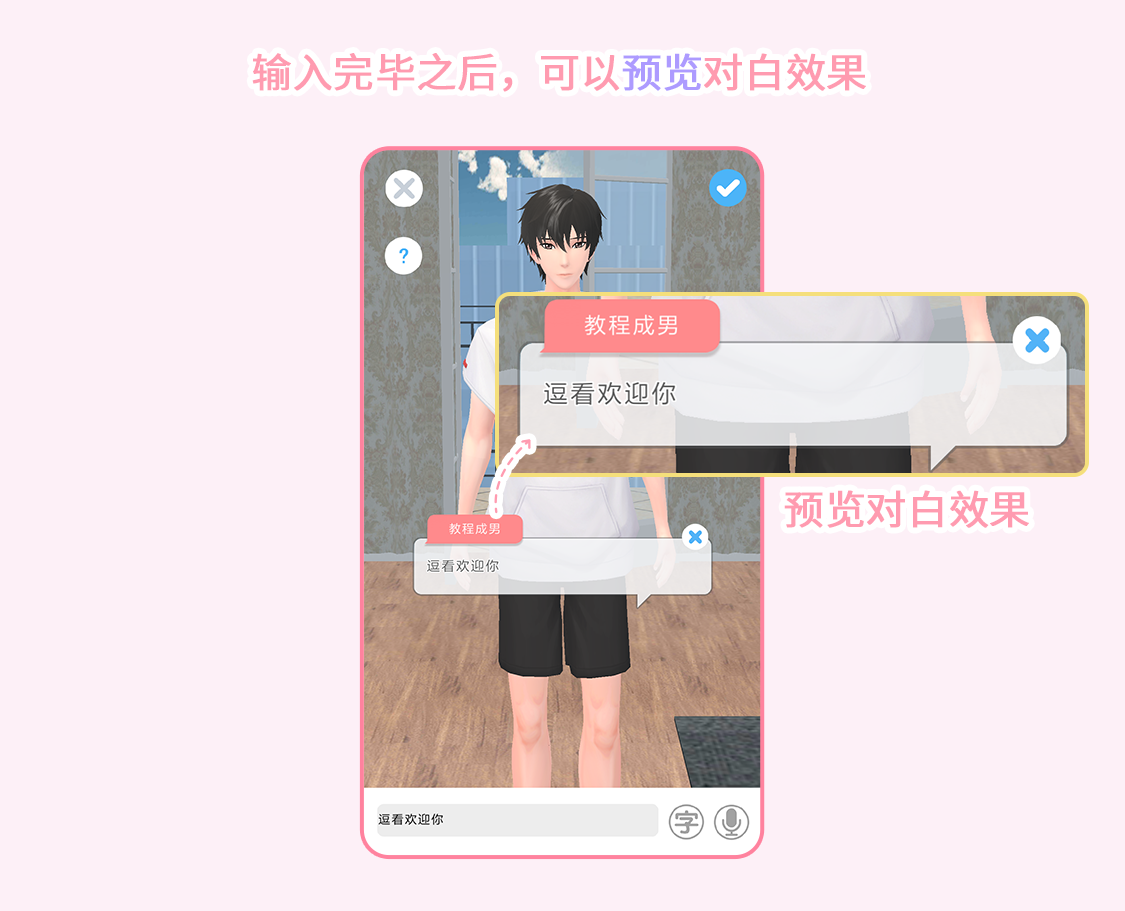 输入完毕之后，可以预览对白效果
?
教程成男
逗看欢迎你
预览对白效果
教程成男
逗看欢迎你
逗看欢迎你
字